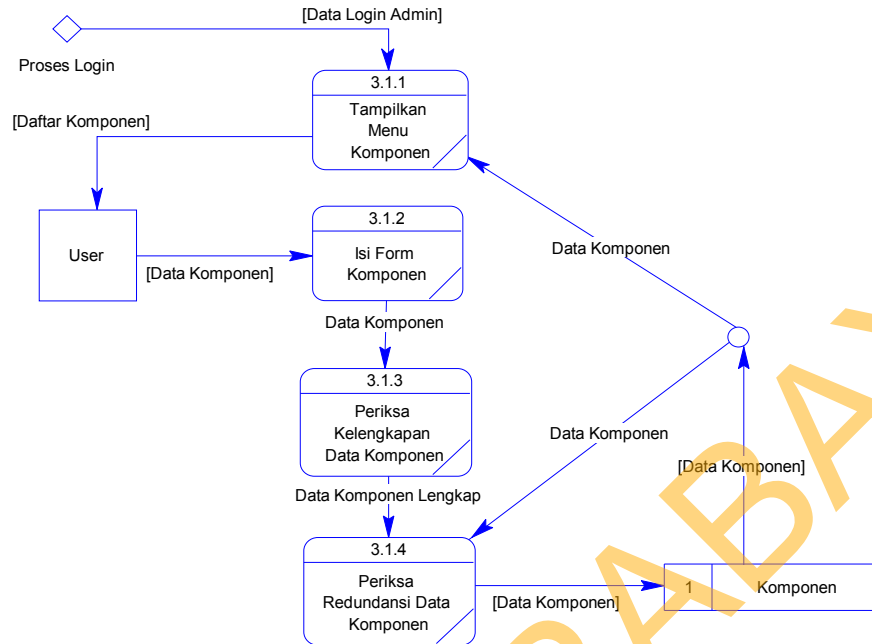 [Data Login Admin]
Proses Login
3.1.1
Tampilkan
Menu
Komponen
[Daftar Komponen]
User
[Data Komponen]
3.1.2
Isi Form
Komponen
Data Komponen
Data Komponen
3.1.3
Periksa
Kelengkapan
Data Komponen
Data Komponen
[Data Komponen]
Data Komponen Lengkap
3.1.4
Periksa
Redundansi Data
Komponen
[Data Komponen]
1
Komponen
RABAY